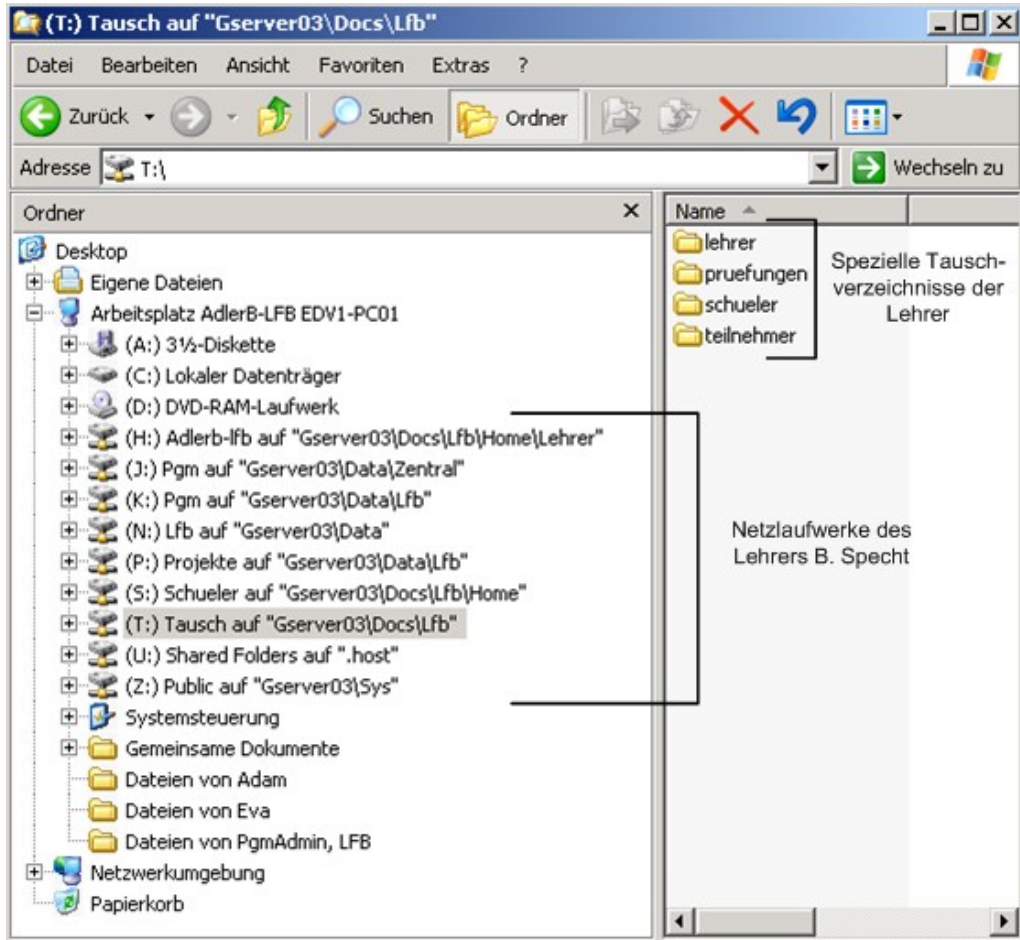 (T:) Tausch auf "Gserver03\Docs\Lfb"
Datei Bearbeiten Ansicht Favoriten Extras ?
Zurück Suchen Ordner
Adresse T:\ Wechseln zu
Ordner
Desktop
Eigene Dateien
Arbeitsplatz AdlerB-LFB EDV1-PC01
(A:) 3½-Diskette
(C:) Lokaler Datenträger
(D:) DVD-RAM-Laufwerk
(H:) Adlerb-lfb auf "Gserver03\Docs\Lfb\Home\Lehrer"
(J:) Pgm auf "Gserver03\Data\Zentral"
(K:) Pgm auf "Gserver03\Data\Lfb"
(N:) Lfb auf "Gserver03\Data"
(P:) Projekte auf "Gserver03\Data\Lfb"
(S:) Schueler auf "Gserver03\Docs\Lfb\Home"
(T:) Tausch auf "Gserver03\Docs\Lfb"
(U:) Shared Folders auf ".host"
(Z:) Public auf "Gserver03\Sys"
Systemsteuerung
Gemeinsame Dokumente
Dateien von Adam
Dateien von Eva
Dateien von PgmAdmin, LFB
Netzwerkumgebung
Papierkorb
Name
lehrer
pruefungen
schueler
teilnehmer
Spezielle Tausch-
verzeichnisse der
Lehrer
Netzlaufwerke des
Lehrers B. Specht